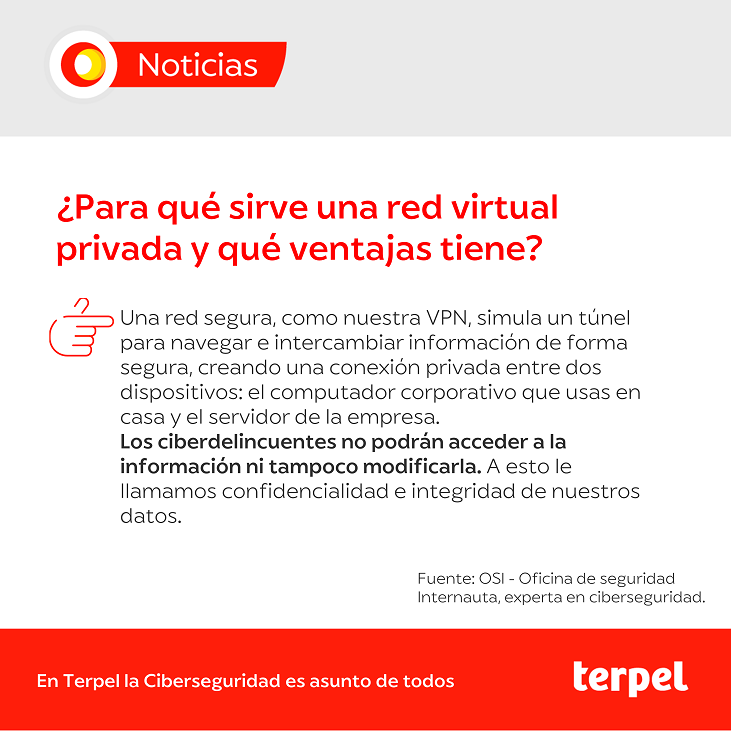 Noticias
¿Para qué sirve una red virtual
privada y qué ventajas tiene?
Una red segura, como nuestra VPN, simula un túnel
para navegar e intercambiar información de forma
segura, creando una conexión privada entre dos
dispositivos: el computador corporativo que usas en
casa y el servidor de la empresa.
Los ciberdelincuentes no podrán acceder a la
información ni tampoco modificarla. A esto le
llamamos confidencialidad e integridad de nuestros
datos.
Fuente: OSI - Oficina de seguridad
Internauta, experta en ciberseguridad.
En Terpel la Ciberseguridad es asunto de todos
terpel